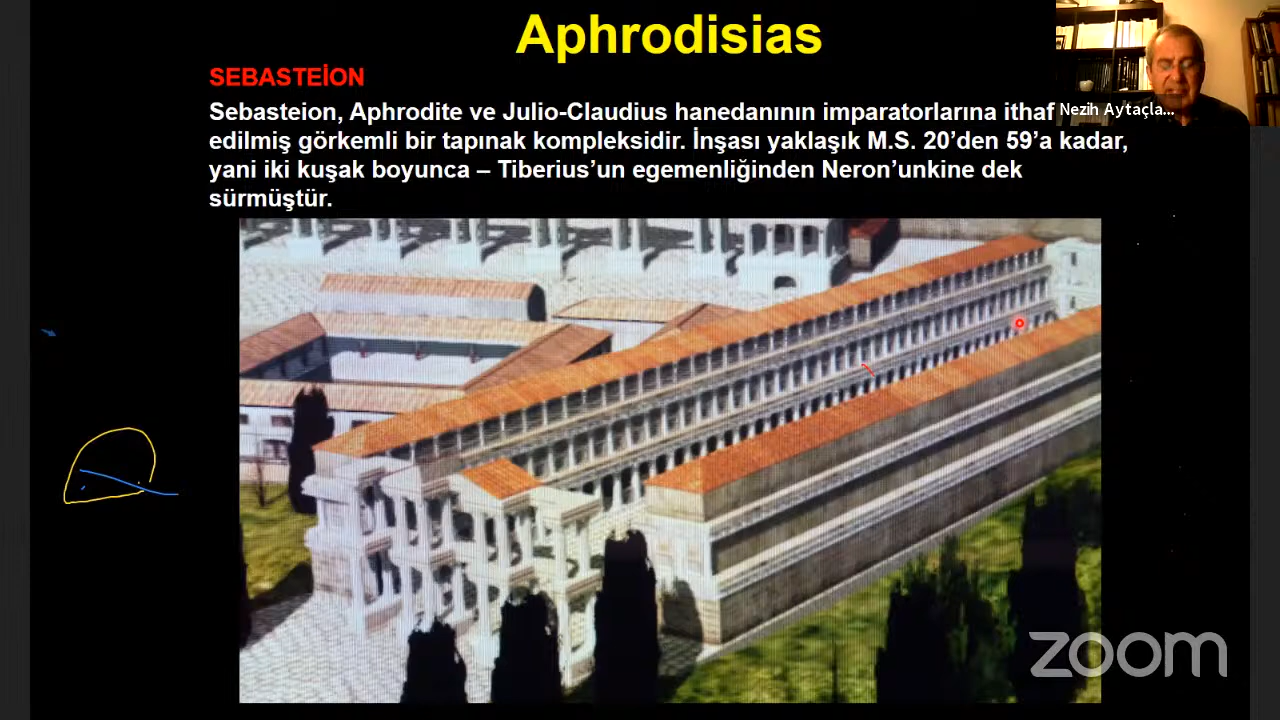 Aphrodisias
SEBASTEİON
Sebasteion, Aphrodite ve Julio-Claudius hanedanının imparatorlarına ithaf
edilmiş görkemli bir tapınak kompleksidir. İnşası yaklaşık M.S. 20’den 59’a kadar,
yani iki kuşak boyunca – Tiberius’un egemenliğinden Neron’unkine dek
sürmüştür.
Nezih Aytaçla...
zoom